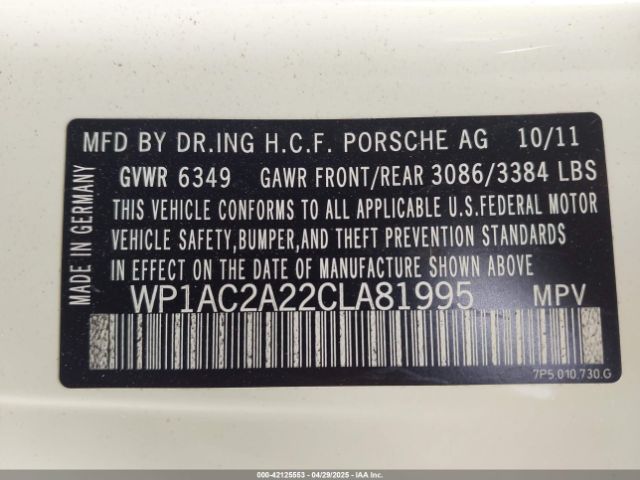 MFD BY DR.ING H.C.F. PORSCHE AG 10/11
GVWR 6349 GAWR FRONT/REAR 3086/3384 LBS
THIS VEHICLE CONFORMS TO ALL APPLICABLE U.S.FEDERAL MOTOR
VEHICLE SAFETY,BUMPER,AND THEFT PREVENTION STANDARDS
IN EFFECT ON THE DATE OF MANUFACTURE SHOWN ABOVE
MADE IN GERMANY
WP1AC2A22CLA81995 MPV
7P5.010.730.G
000-42125553 - 04/29/2025 - IAAI.com